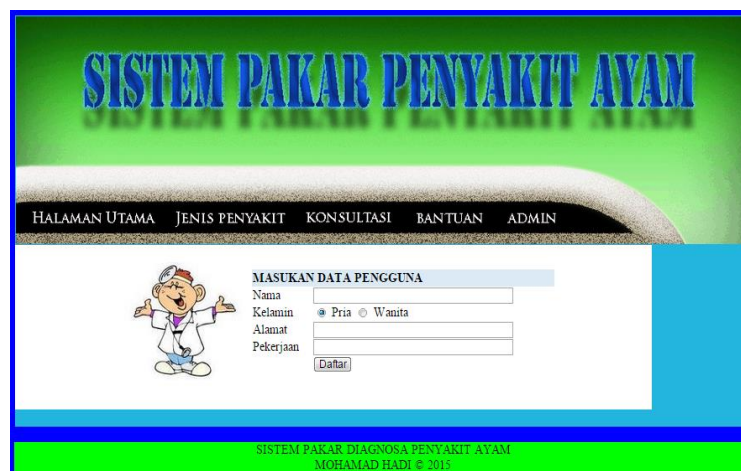 SISTEM PAKAR PENYAKIT AYAM
HALAMAN UTAMA JENIS PENYAKIT KONSULTASI BANTUAN ADMIN
MASUKAN DATA PENGGUNA
Nama
Kelamin Pria Wanita
Alamat
Pekerjaan
Daftar
SISTEM PAKAR DIAGNOSA PENYAKIT AYAM
MOHAMAD HADI © 2015